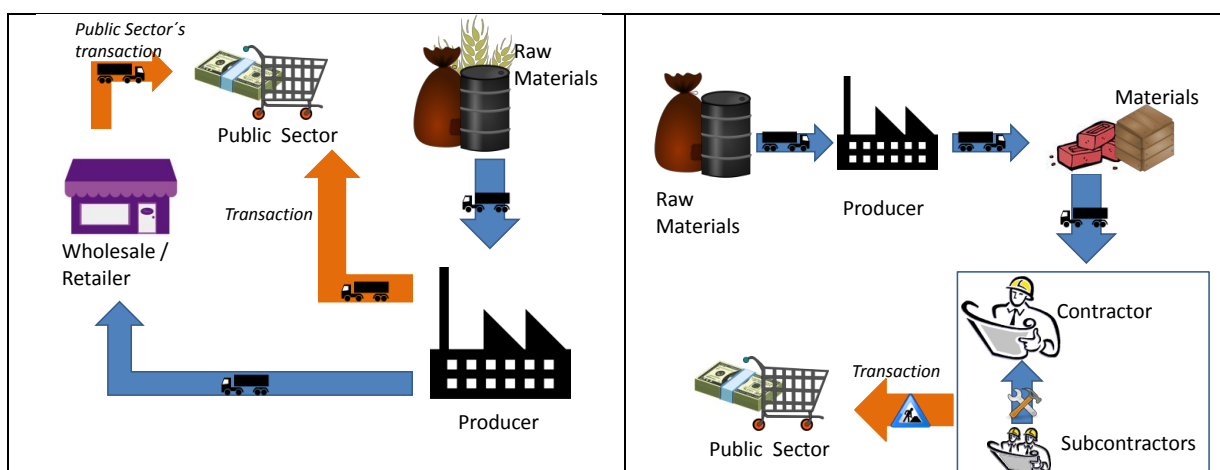 Public Sector´s
transaction
Raw
Materials
Public Sector
Transaction
Wholesale /
Retailer
Producer
Materials
Raw
Materials
Producer
Contractor
Transaction
Public Sector
Subcontractors